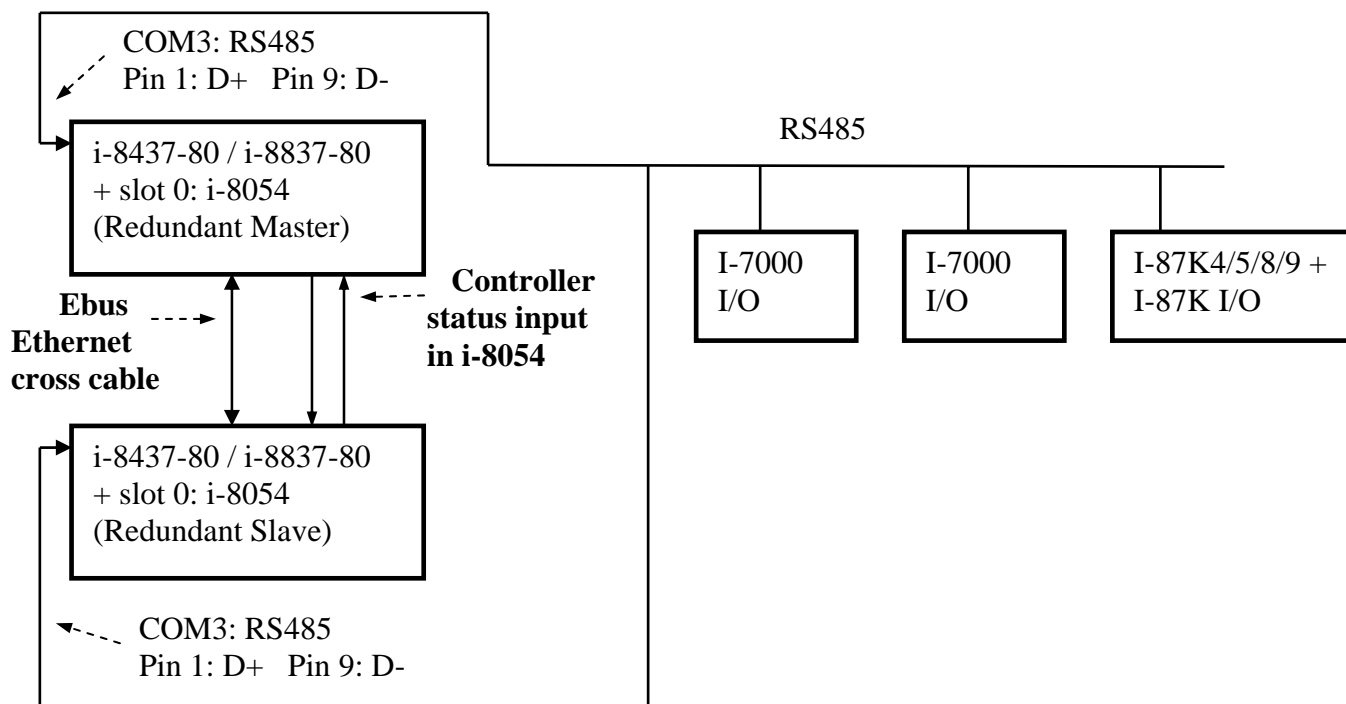 COM3: RS485
Pin 1: D+   Pin 9: D-
i-8437-80 / i-8837-80
+ slot 0: i-8054
(Redundant Master)
RS485
I-7000
I/O
I-7000
I/O
I-87K4/5/8/9 +
I-87K I/O
Ebus
Ethernet
cross cable
Controller
status input
in i-8054
i-8437-80 / i-8837-80
+ slot 0: i-8054
(Redundant Slave)
COM3: RS485
Pin 1: D+   Pin 9: D-